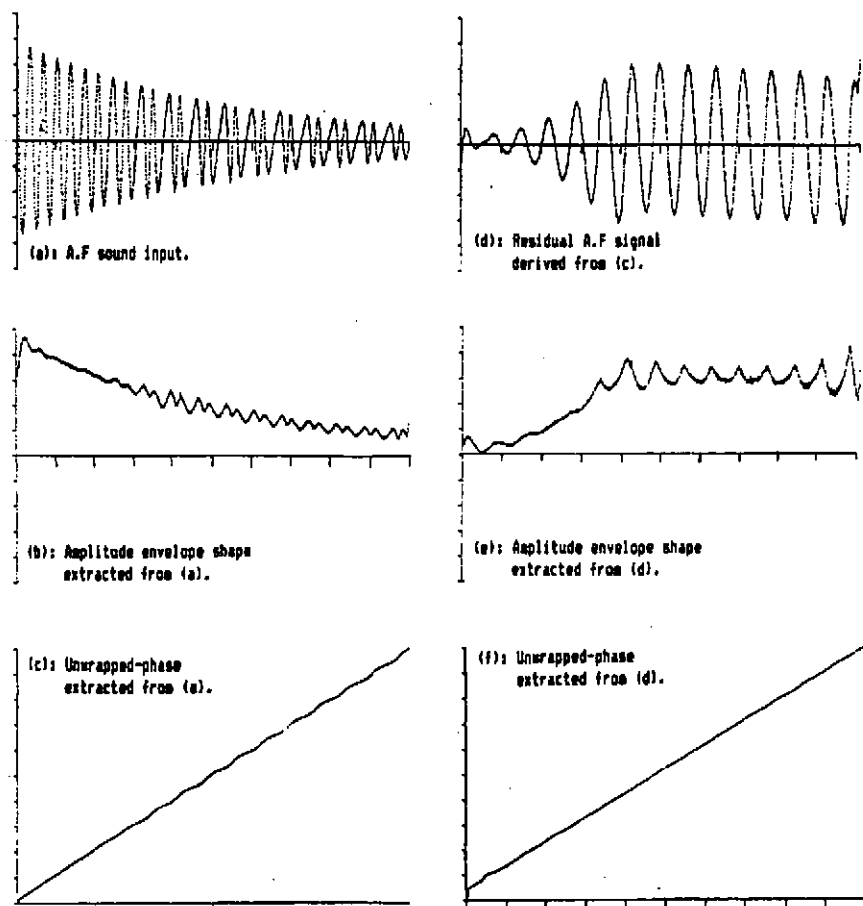 (a): A.F sound input.
(d): Residual A.F signal
derived from (c).
(b): Amplitude envelope shape
extracted from (a).
(e): Amplitude envelope shape
extracted from (d).
(c): Unwrapped-phase
extracted from (a).
(f): Unwrapped-phase
extracted from (d).